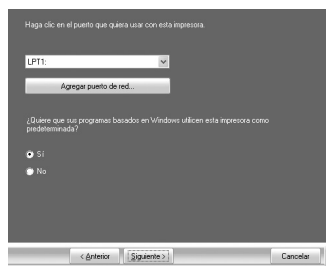 Haga clic en el puerto que quiera usar con esta impresora.
LPT1:
Agregar puerto de red...
¿Quiere que sus programas basados en Windows utilicen esta impresora como
predeterminada?
Sí
No
< Anterior
Siguiente >
Cancelar